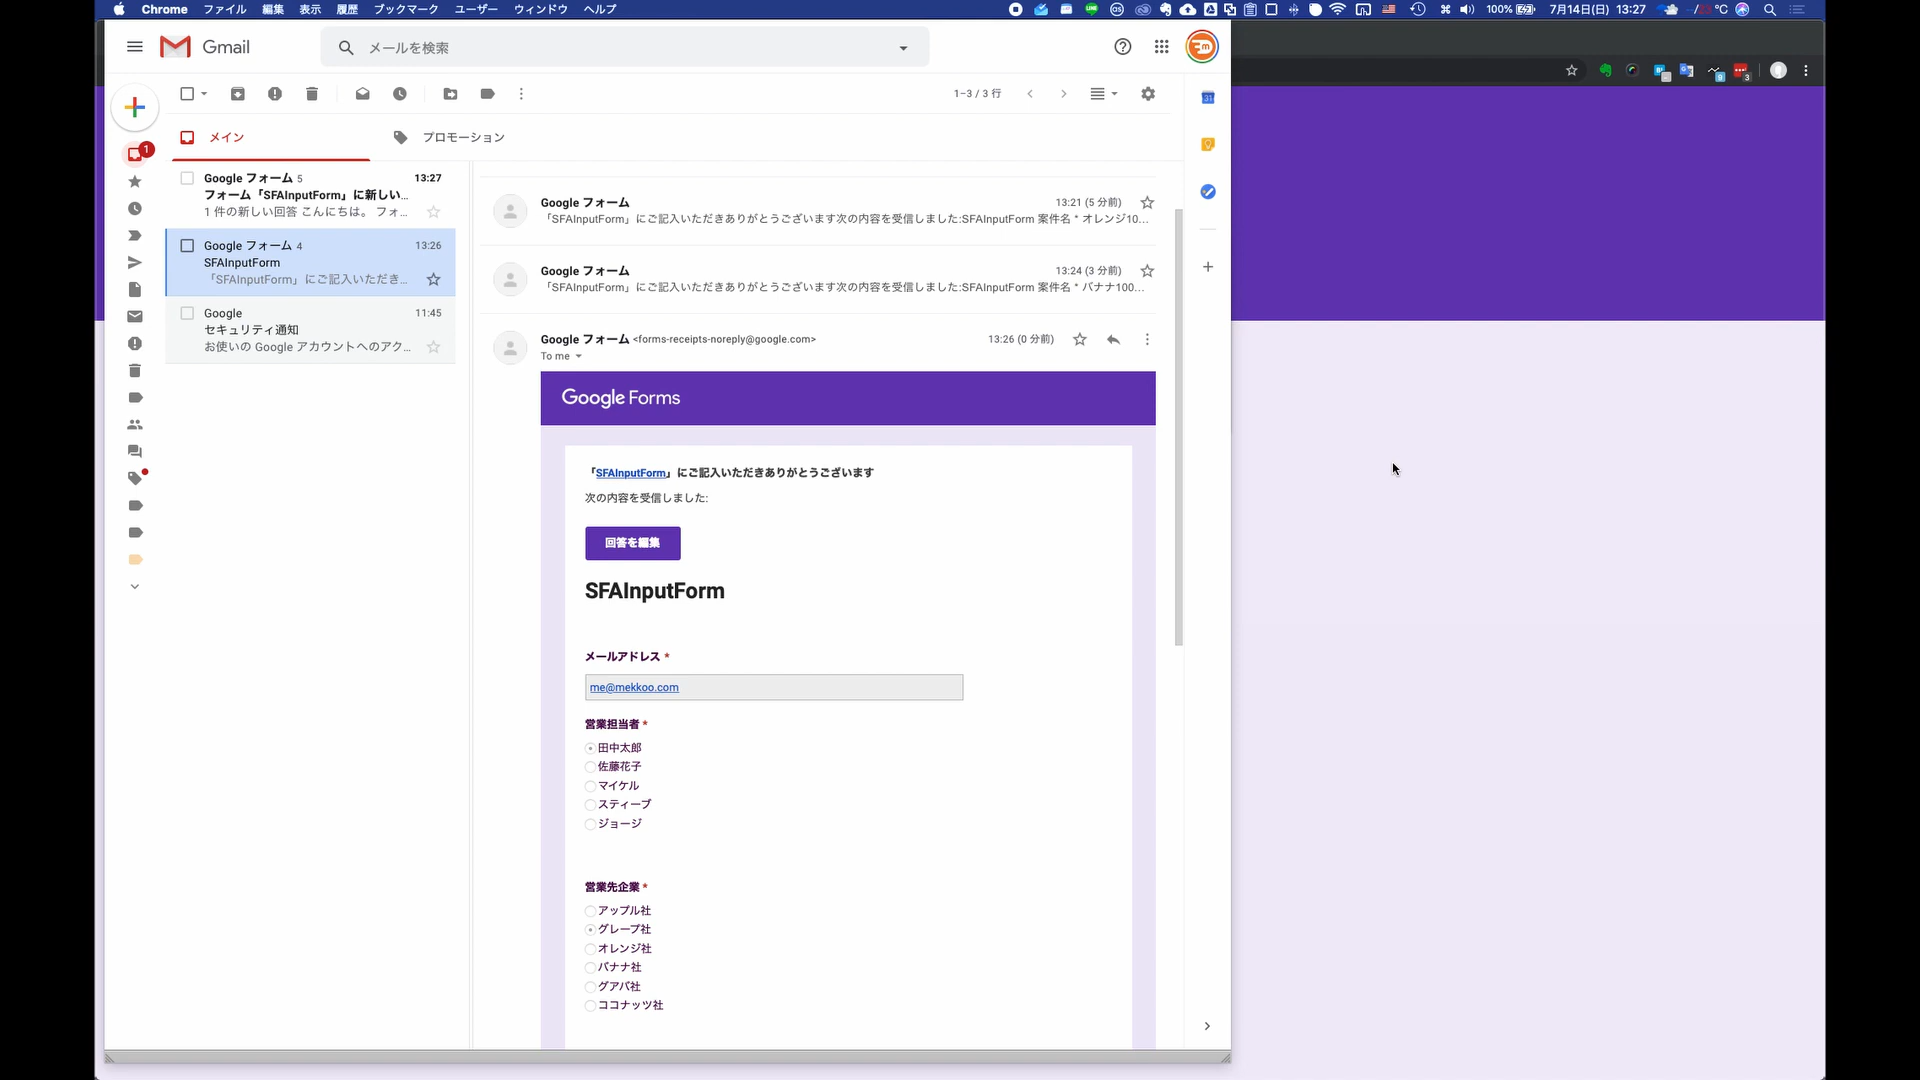 Chrome ファイル 編集 表示 履歴 ブックマーク ユーザー ウィンドウ ヘルプ 100% 7月14日(日) 13:27
Gmail
メールを検索
1–3 / 3 行
メイン
プロモーション
1
Google フォーム 5 13:27
フォーム「SFAInputForm」に新しい...
1 件の新しい回答 こんにちは。 フォ...
Google フォーム 4 13:26
SFAInputForm
「SFAInputForm」にご記入いただき...
Google 11:45
セキュリティ通知
お使いの Google アカウントへのアク...
Google フォーム 13:21 (5 分前)
「SFAInputForm」にご記入いただきありがとうございます次の内容を受信しました:SFAInputForm 案件名 * オレンジ10...
Google フォーム 13:24 (3 分前)
「SFAInputForm」にご記入いただきありがとうございます次の内容を受信しました:SFAInputForm 案件名 * バナナ100...
Google フォーム <forms-receipts-noreply@google.com> 13:26 (0 分前)
To me
Google Forms
「SFAInputForm」にご記入いただきありがとうございます
次の内容を受信しました:
回答を編集
SFAInputForm
メールアドレス *
me@mekkoo.com
営業担当者 *
田中太郎
佐藤花子
マイケル
スティーブ
ジョージ
営業先企業 *
アップル社
グレープ社
オレンジ社
バナナ社
グアバ社
ココナッツ社
31
3